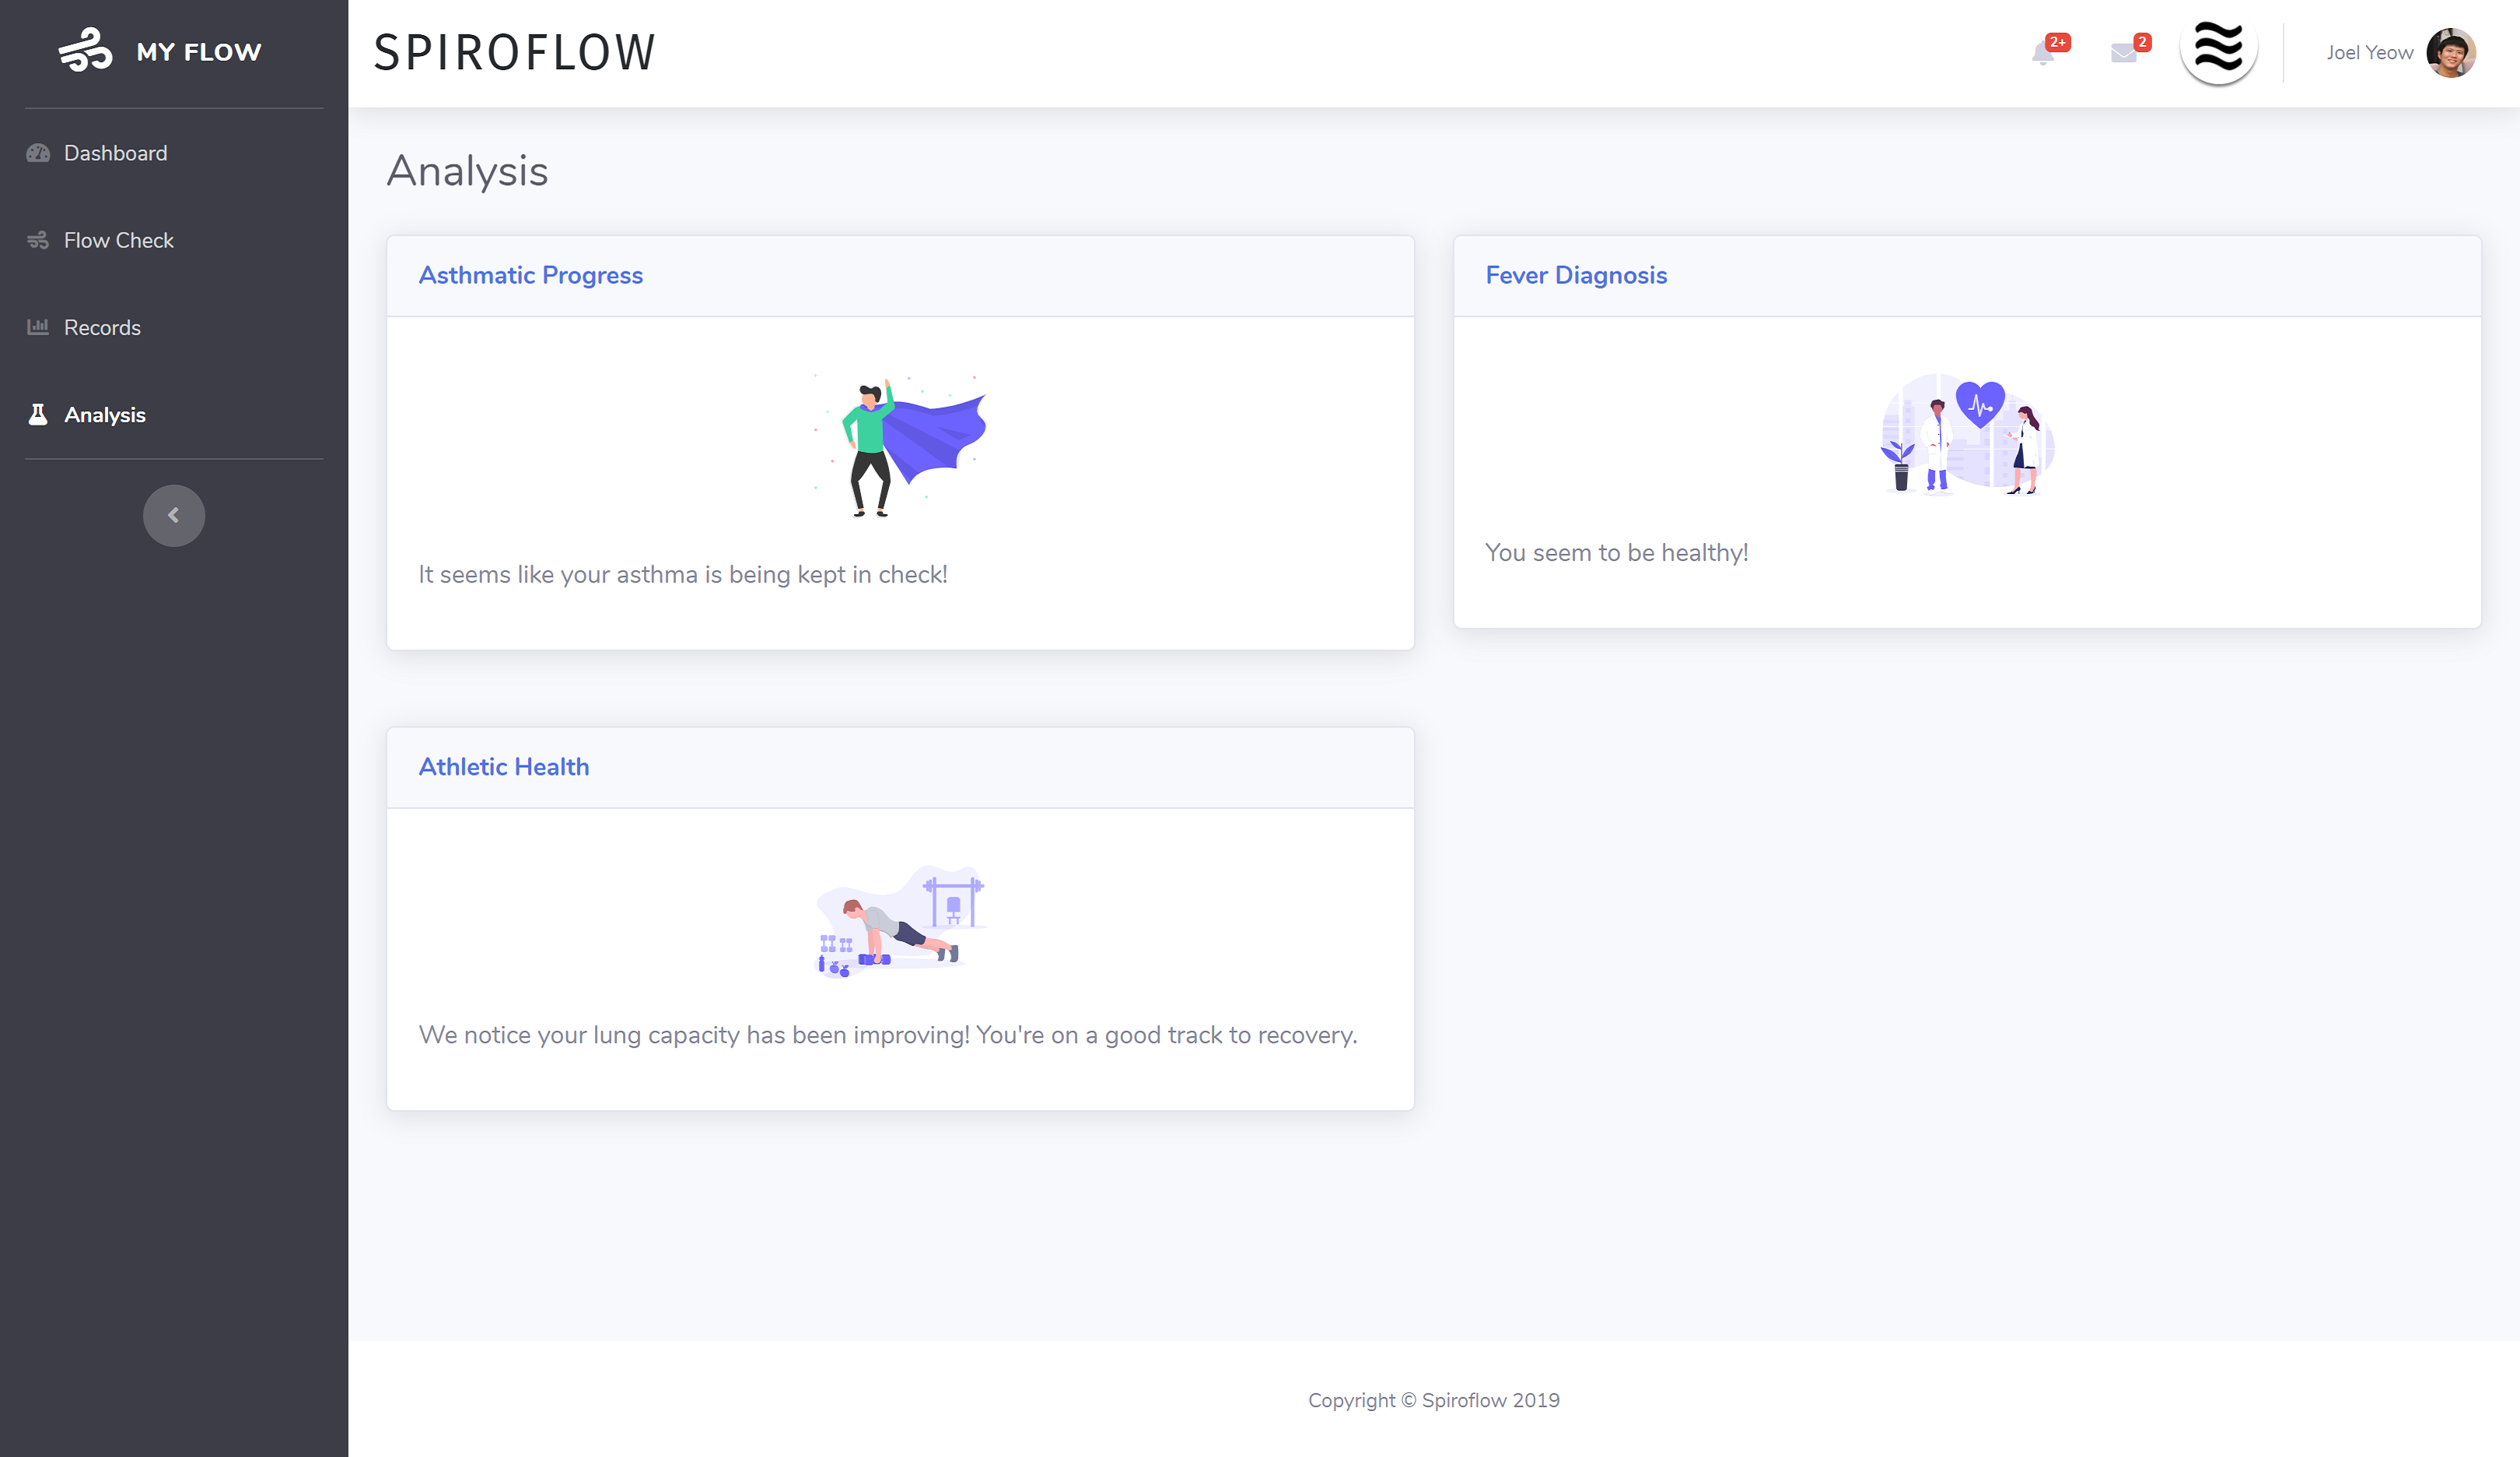 MY FLOW
Dashboard
Flow Check
Records
Analysis
SPIROFLOW
2+
2
Joel Yeow
Analysis
Asthmatic Progress
It seems like your asthma is being kept in check!
Fever Diagnosis
You seem to be healthy!
Athletic Health
We notice your lung capacity has been improving! You're on a good track to recovery.
Copyright © Spiroflow 2019